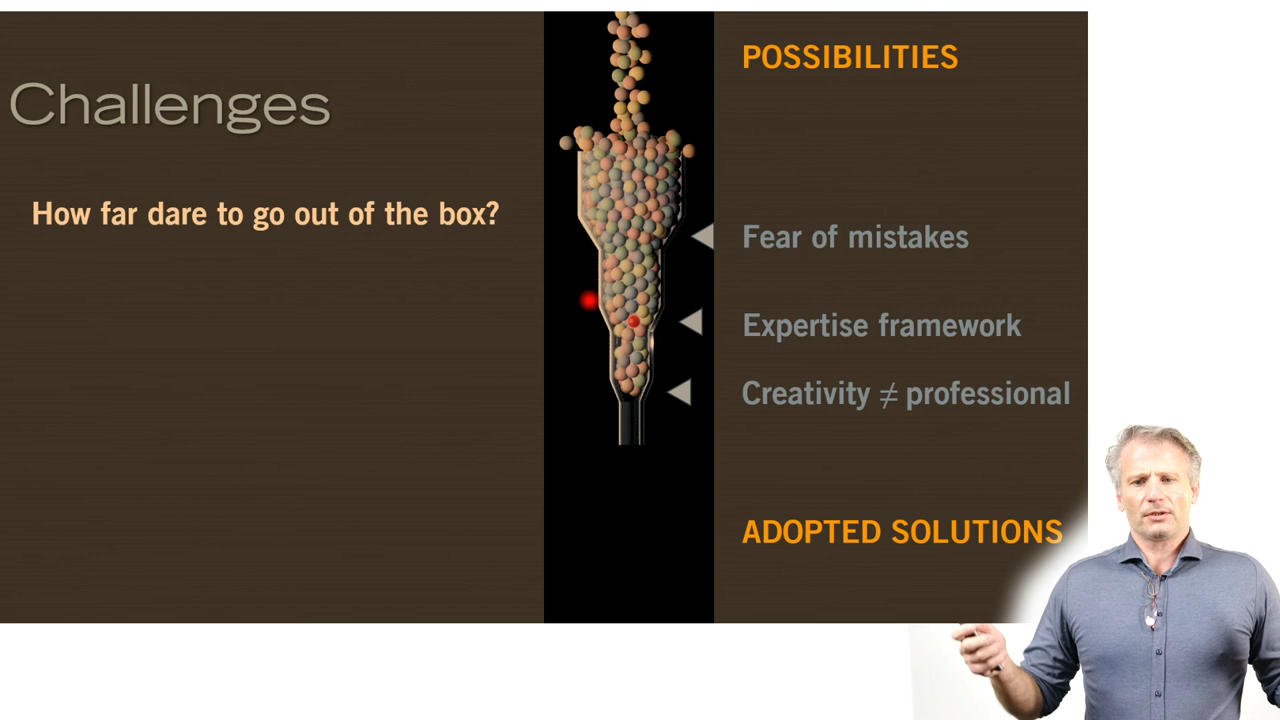 Challenges
How far dare to go out of the box?
POSSIBILITIES
Fear of mistakes
Expertise framework
Creativity ≠ professional
ADOPTED SOLUTIONS